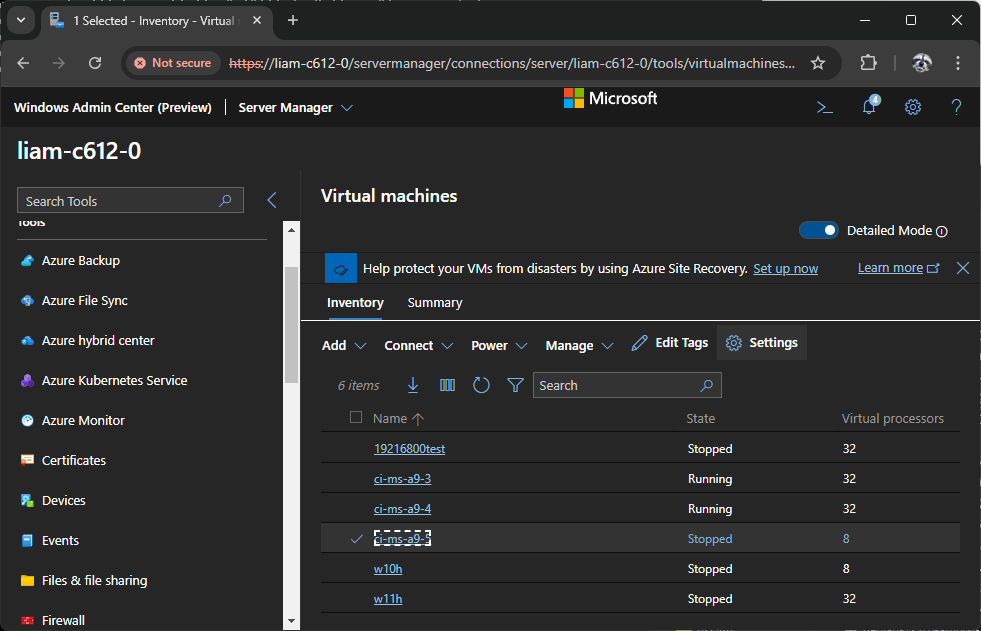 1 Selected - Inventory - Virtual
Not secure https://liam-c612-0/servermanager/connections/server/liam-c612-0/tools/virtualmachines...
Windows Admin Center (Preview) Server Manager Microsoft 4
liam-c612-0
Search Tools
Tools
Azure Backup
Azure File Sync
Azure hybrid center
Azure Kubernetes Service
Azure Monitor
Certificates
Devices
Events
Files & file sharing
Firewall
Virtual machines
Detailed Mode
Help protect your VMs from disasters by using Azure Site Recovery. Set up now Learn more
Inventory Summary
Add Connect Power Manage Edit Tags Settings
6 items Search
Name State Virtual processors
19216800test Stopped 32
ci-ms-a9-3 Running 32
ci-ms-a9-4 Running 32
ci-ms-a9-5 Stopped 8
w10h Stopped 8
w11h Stopped 32